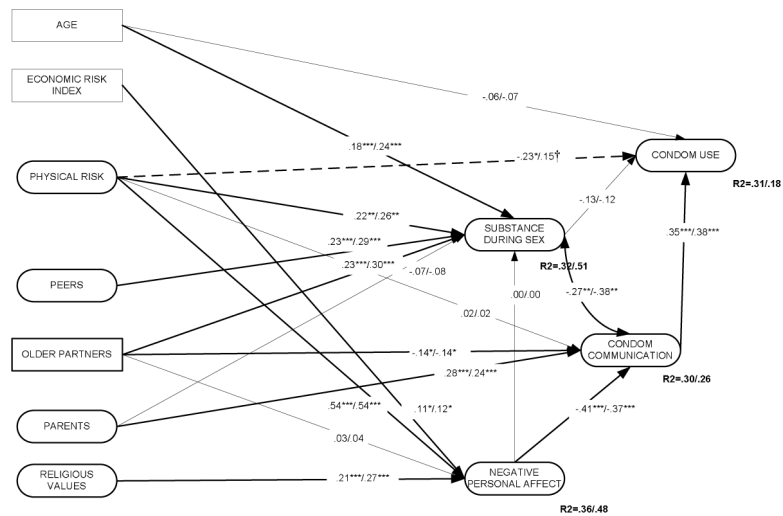 AGE
ECONOMIC RISK
INDEX
-.06/-.07
.18***/.24***
-.23*/.15†
CONDOM USE
PHYSICAL RISK
R2=.31/.18
.22**/.26**
-.13/-.12
SUBSTANCE
DURING SEX
.23***/.29***
.35***/.38***
.23***/.30***
-.07/-.08
R2=.32/.51
PEERS
.00/.00
-.27**/-.38**
.02/.02
OLDER PARTNERS
-.14*/-.14*
CONDOM
COMMUNICATION
.28***/.24***
R2=.30/.26
.54***/.54***
.11*/.12*
-.41***/-.37***
PARENTS
.03/.04
RELIGIOUS
VALUES
.21***/.27***
NEGATIVE
PERSONAL AFFECT
R2=.36/.48